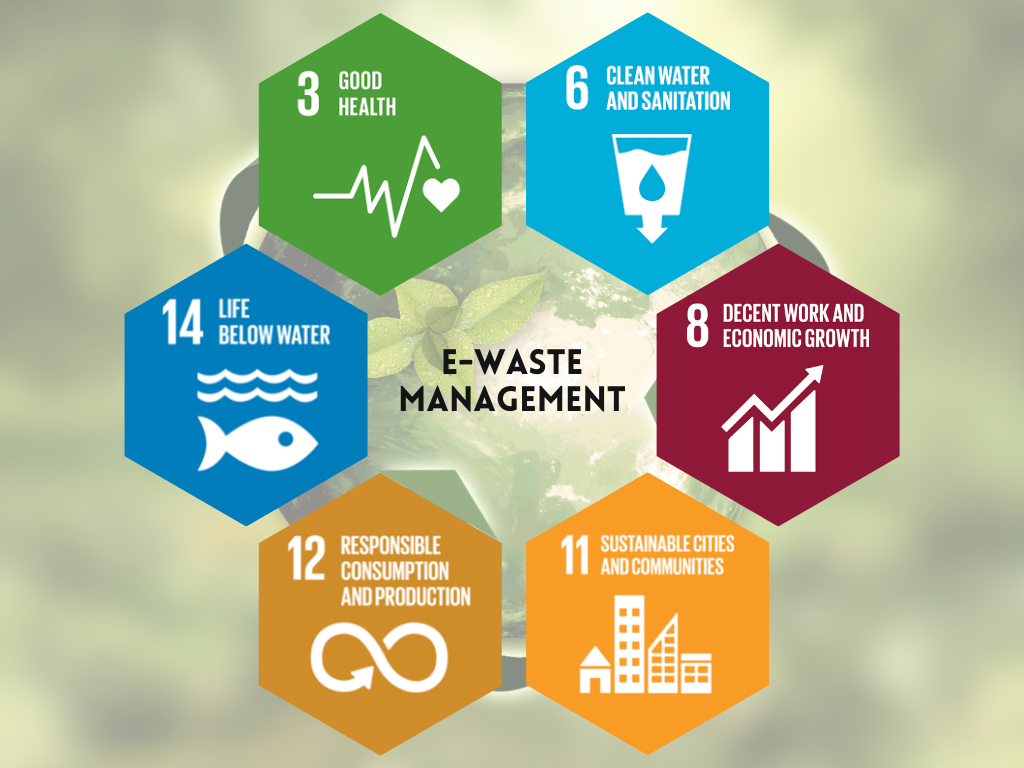 3 GOOD
HEALTH
6 CLEAN WATER
AND SANITATION
14 LIFE
BELOW WATER
E-WASTE
MANAGEMENT
8 DECENT WORK AND
ECONOMIC GROWTH
12 RESPONSIBLE
CONSUMPTION
AND PRODUCTION
11 SUSTAINABLE CITIES
AND COMMUNITIES